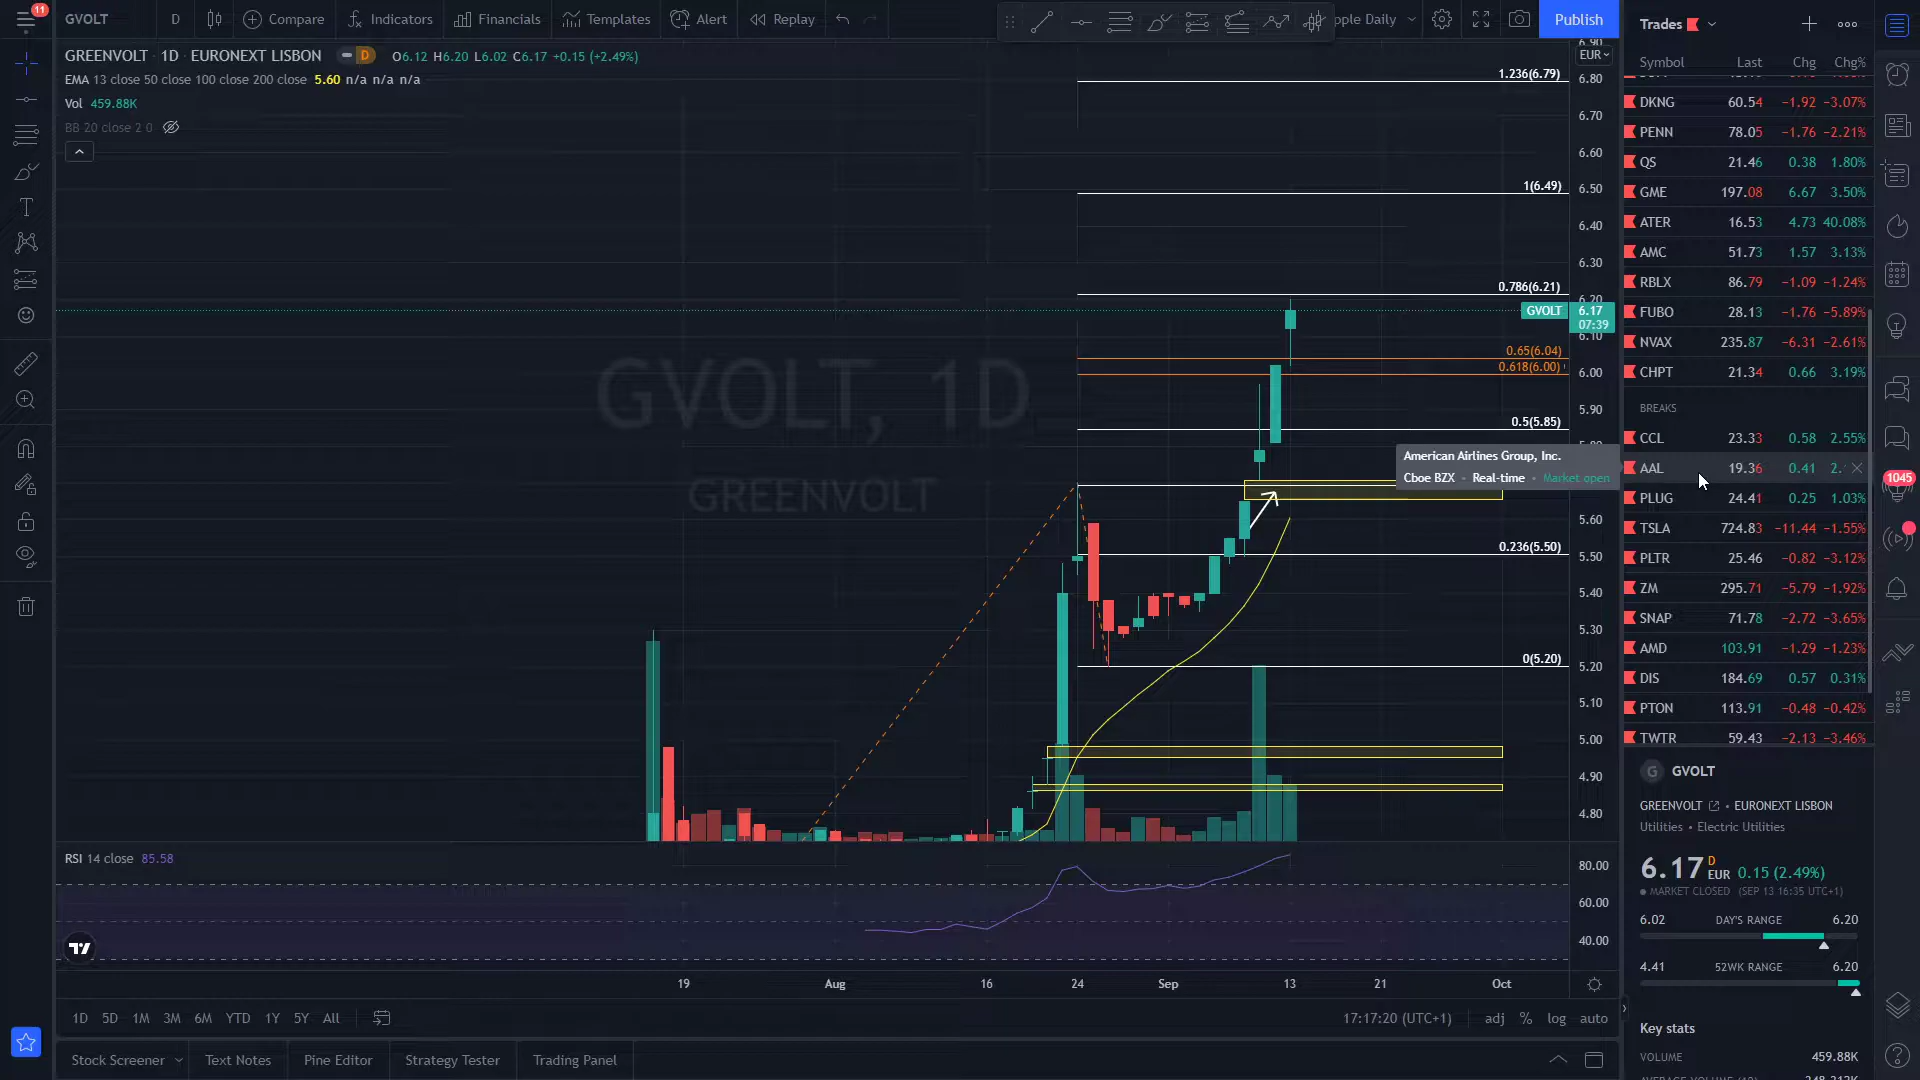 11
GVOLT
D
Compare
Indicators
Financials
Templates
Alert
Replay
ople Daily
Publish
GREENVOLT · 1D · EURONEXT LISBON
D
O6.12 H6.20 L6.02 C6.17 +0.15 (+2.49%)
EMA 13 close 50 close 100 close 200 close 5.60 n/a n/a n/a
Vol 459.88K
BB 20 close 2 0
GVOLT, 1D
GREENVOLT
1.236(6.79)
1(6.49)
0.786(6.21)
0.65(6.04)
0.618(6.00)
0.5(5.85)
0.236(5.50)
0(5.20)
EUR
6.90
6.80
6.70
6.60
6.50
6.40
6.30
6.20
GVOLT 6.17
07:39
6.10
6.00
5.90
5.80
5.60
5.50
5.40
5.30
5.20
5.10
5.00
4.90
4.80
American Airlines Group, Inc.
Cboe BZX - Real-time - Market open
RSI 14 close 85.58
80.00
60.00
40.00
19 Aug 16 24 Sep 13 21 Oct
1D 5D 1M 3M 6M YTD 1Y 5Y All
17:17:20 (UTC+1)
adj % log auto
Stock Screener
Text Notes
Pine Editor
Strategy Tester
Trading Panel
Trades
Symbol Last Chg Chg%
DKNG 60.54 −1.92 −3.07%
PENN 78.05 −1.76 −2.21%
QS 21.46 0.38 1.80%
GME 197.08 6.67 3.50%
ATER 16.53 4.73 40.08%
AMC 51.73 1.57 3.13%
RBLX 86.79 −1.09 −1.24%
FUBO 28.13 −1.76 −5.89%
NVAX 235.87 −6.31 −2.61%
CHPT 21.34 0.66 3.19%
BREAKS
CCL 23.33 0.58 2.55%
AAL 19.36 0.41 2.
PLUG 24.41 0.25 1.03%
TSLA 724.83 −11.44 −1.55%
PLTR 25.46 −0.82 −3.12%
ZM 295.71 −5.79 −1.92%
SNAP 71.78 −2.72 −3.65%
AMD 103.91 −1.29 −1.23%
DIS 184.69 0.57 0.31%
PTON 113.91 −0.48 −0.42%
TWTR 59.43 −2.13 −3.46%
G GVOLT
GREENVOLT • EURONEXT LISBON
Utilities • Electric Utilities
6.17 D EUR 0.15 (2.49%)
MARKET CLOSED (SEP 13 16:35 UTC+1)
6.02 DAY'S RANGE 6.20
4.41 52WK RANGE 6.20
Key stats
VOLUME 459.88K
1045